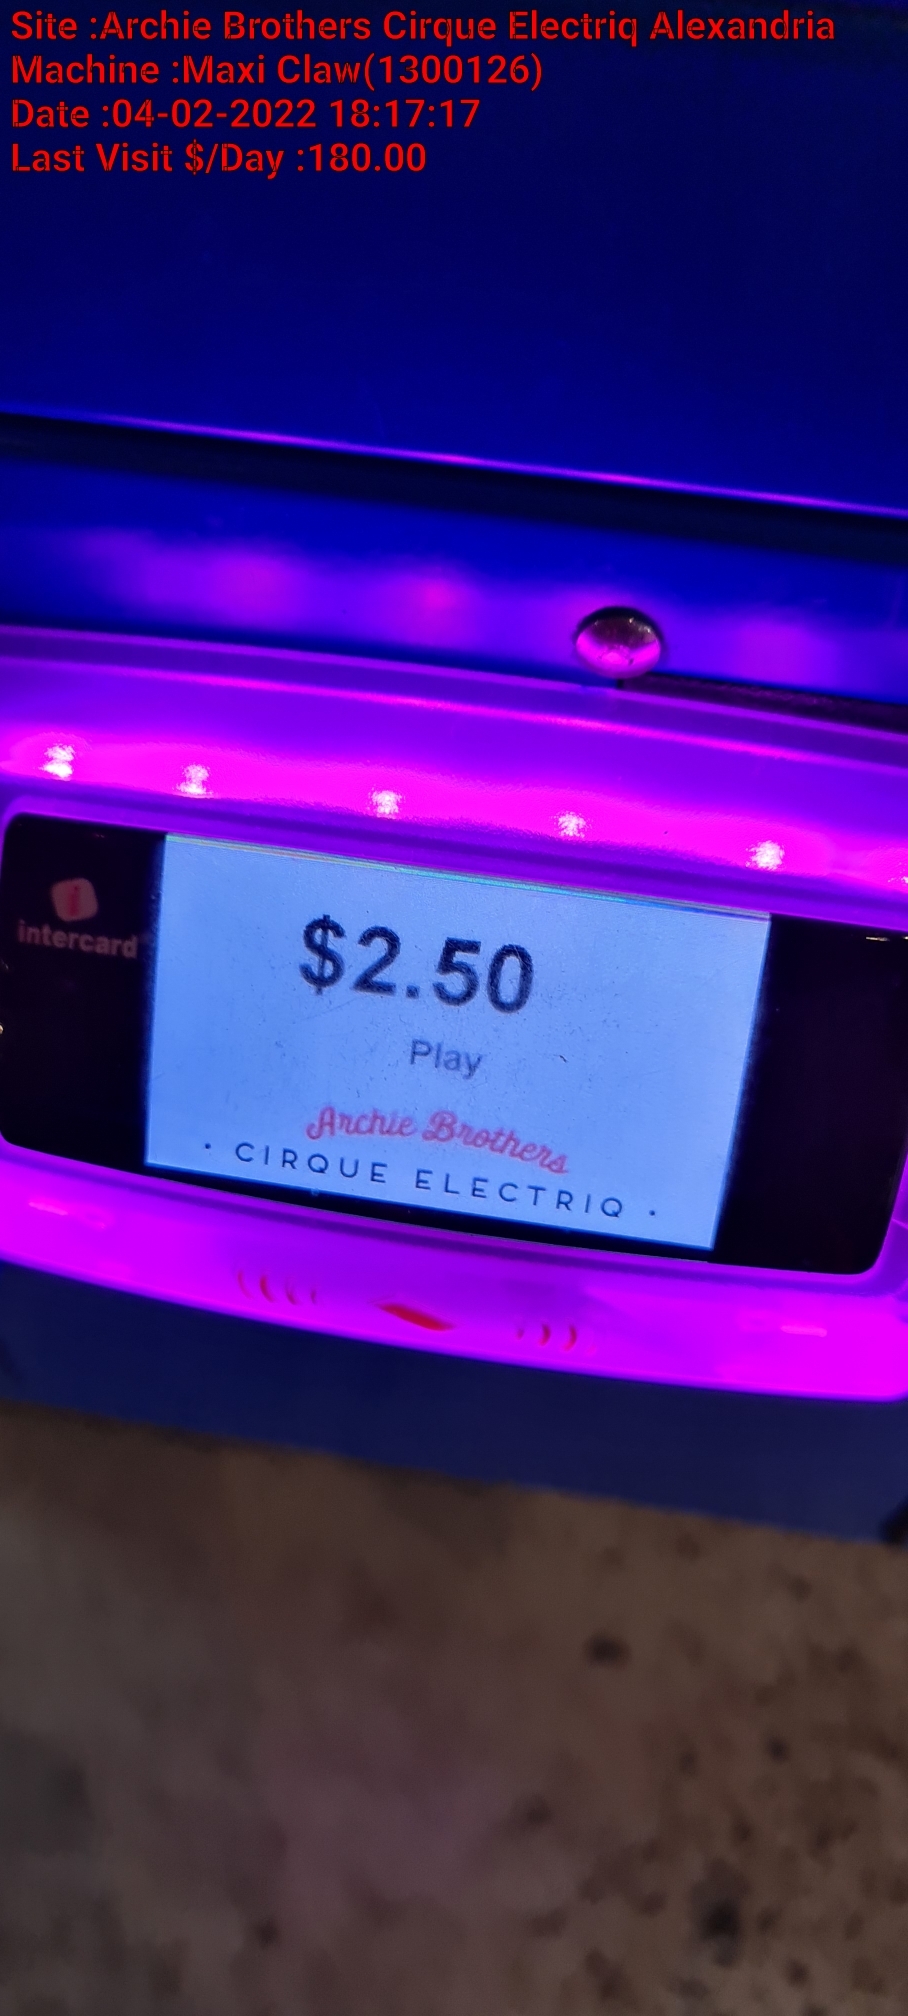 Site :Archie Brothers Cirque Electriq Alexandria
Machine :Maxi Claw(1300126)
Date :04-02-2022 18:17:17
Last Visit $/Day :180.00
i
intercard
$2.50
Play
Archie Brothers
· CIRQUE ELECTRIQ ·